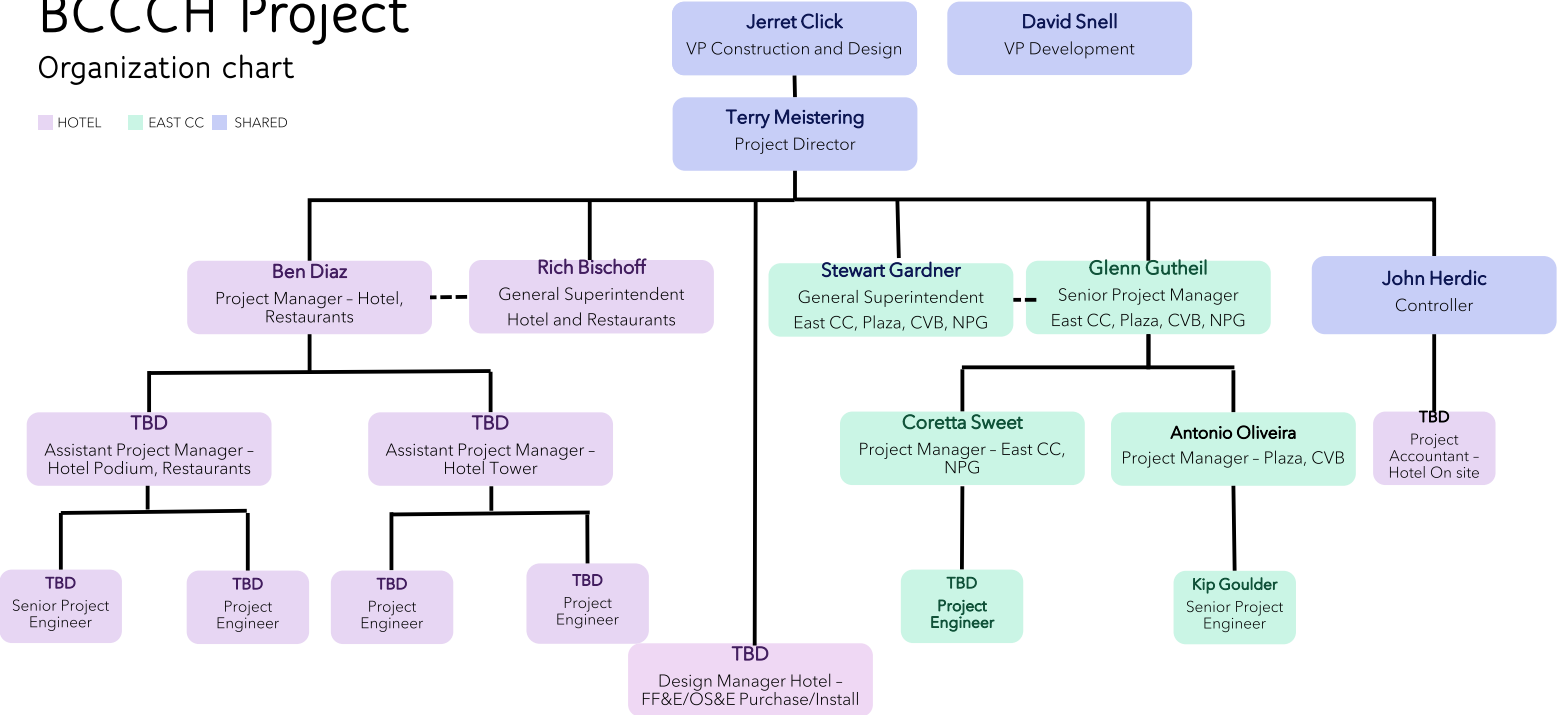 BCCCH Project
Organization chart
HOTEL
EAST CC
SHARED
Jerret Click
VP Construction and Design
David Snell
VP Development
Terry Meistering
Project Director
Ben Diaz
Project Manager – Hotel,
Restaurants
Rich Bischoff
General Superintendent
Hotel and Restaurants
Stewart Gardner
General Superintendent
East CC, Plaza, CVB, NPG
Glenn Gutheil
Senior Project Manager
East CC, Plaza, CVB, NPG
John Herdic
Controller
TBD
Assistant Project Manager –
Hotel Podium, Restaurants
TBD
Assistant Project Manager –
Hotel Tower
Coretta Sweet
Project Manager – East CC,
NPG
Antonio Oliveira
Project Manager – Plaza, CVB
TBD
Project
Accountant –
Hotel On site
TBD
Senior Project
Engineer
TBD
Project
Engineer
TBD
Project
Engineer
TBD
Project
Engineer
TBD
Project
Engineer
Kip Goulder
Senior Project
Engineer
TBD
Design Manager Hotel –
FF&E/OS&E Purchase/Install